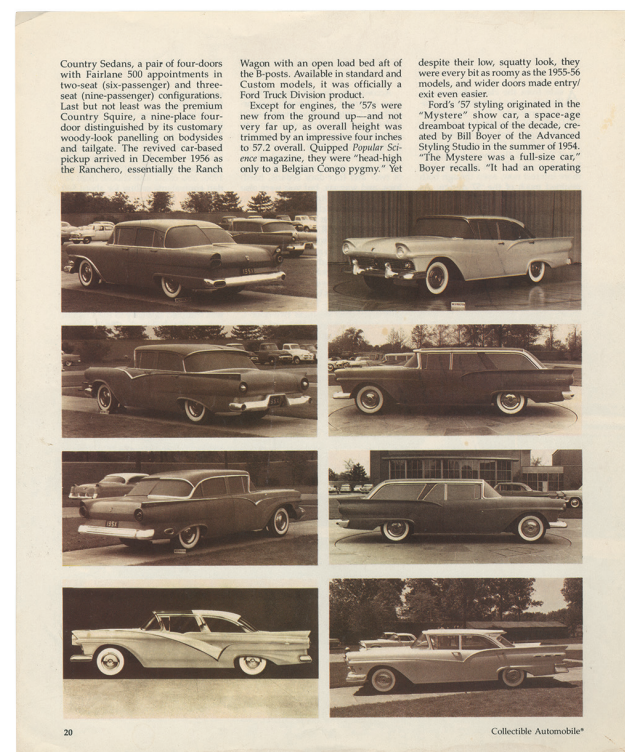 Country Sedans, a pair of four-doors
with Fairlane 500 appointments in
two-seat (six-passenger) and three-
seat (nine-passenger) configurations.
Last but not least was the premium
Country Squire, a nine-place four-
door distinguished by its customary
woody-look panelling on bodysides
and tailgate. The revived car-based
pickup arrived in December 1956 as
the Ranchero, essentially the Ranch
Wagon with an open load bed aft of
the B-posts. Available in standard and
Custom models, it was officially a
Ford Truck Division product.
Except for engines, the '57s were
new from the ground up—and not
very far up, as overall height was
trimmed by an impressive four inches
to 57.2 overall. Quipped Popular Sci-
ence magazine, they were "head-high
only to a Belgian Congo pygmy." Yet
despite their low, squatty look, they
were every bit as roomy as the 1955-56
models, and wider doors made entry/
exit even easier.
Ford's '57 styling originated in the
"Mystere" show car, a space-age
dreamboat typical of the decade, cre-
ated by Bill Boyer of the Advanced
Styling Studio in the summer of 1954.
"The Mystere was a full-size car,"
Boyer recalls. "It had an operating
20
Collectible Automobile®